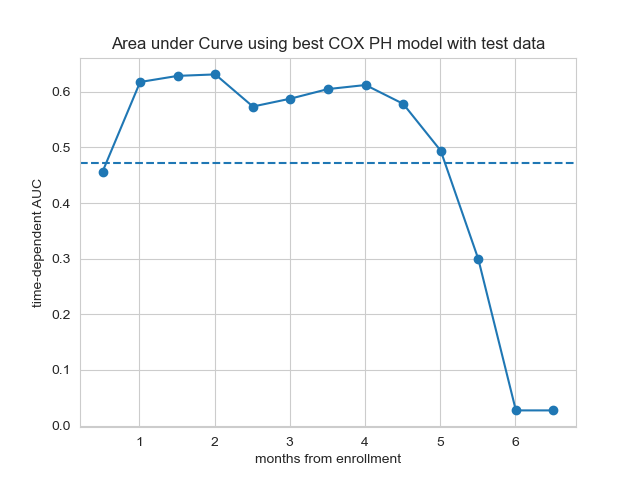 Area under Curve using best COX PH model with test data
time-dependent AUC
0.6
0.5
0.4
0.3
0.2
0.1
0.0
1 2 3 4 5 6
months from enrollment